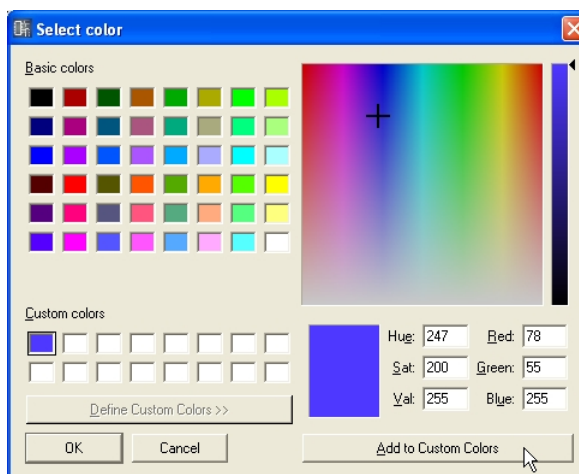 Select color
Basic colors
Custom colors
Define Custom Colors >>
OK
Cancel
Hue: 247
Red: 78
Sat: 200
Green: 55
Val: 255
Blue: 255
Add to Custom Colors